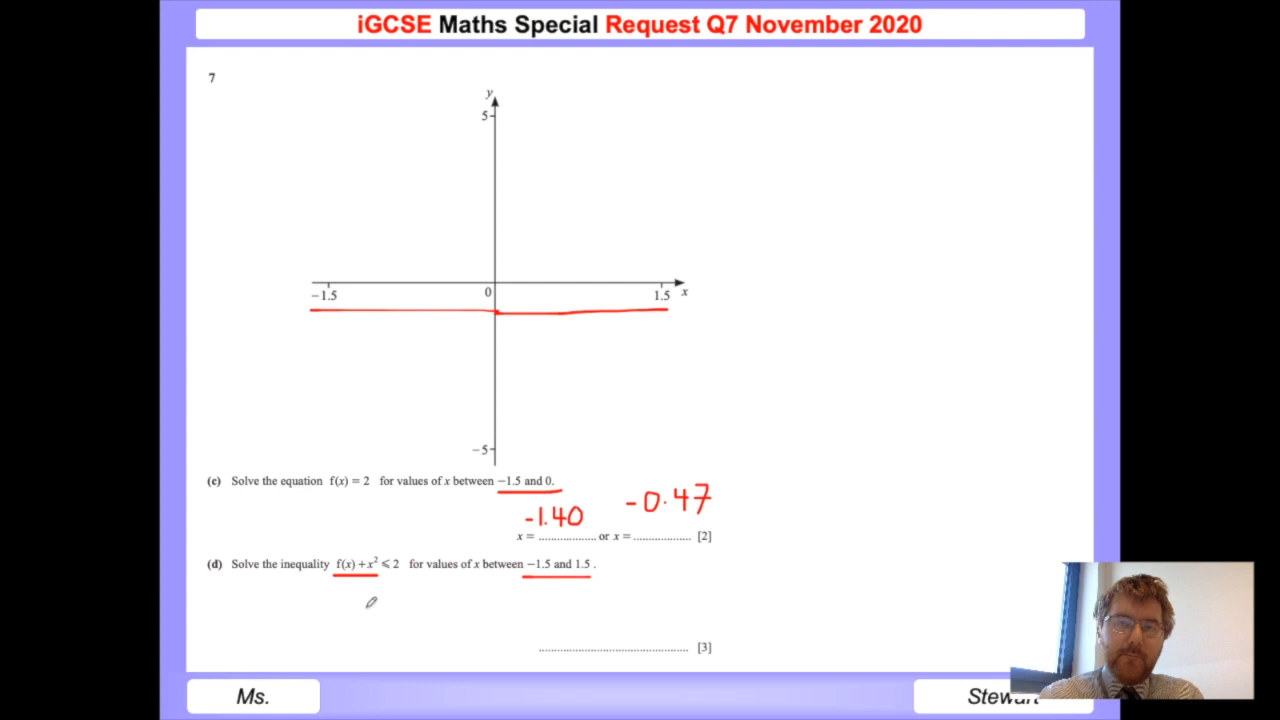 iGCSE Maths Special Request Q7 November 2020
7
y
5
−1.5 0 1.5 x
−5
(c) Solve the equation f(x) = 2 for values of x between −1.5 and 0.
-1.40 -0.47
x = .................. or x = .................. [2]
(d) Solve the inequality f(x) + x² ⩽ 2 for values of x between −1.5 and 1.5 .
.............................................. [3]
Ms.